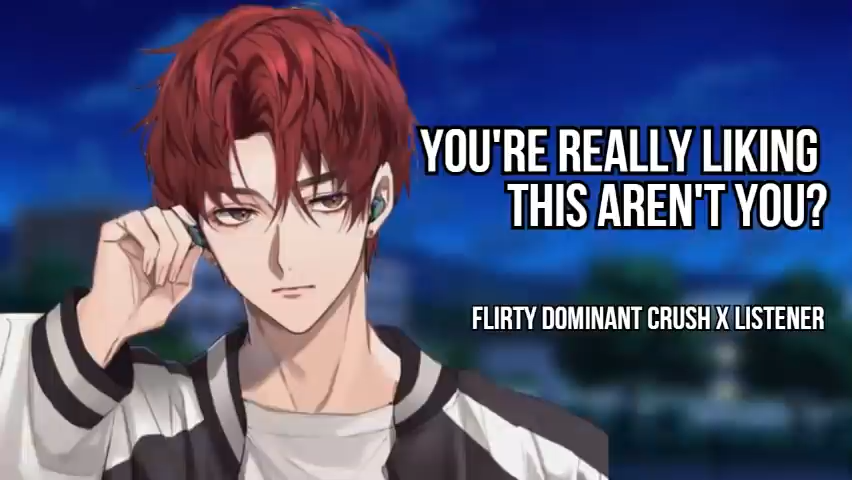 YOU'RE REALLY LIKING
THIS AREN'T YOU?
FLIRTY DOMINANT CRUSH X LISTENER